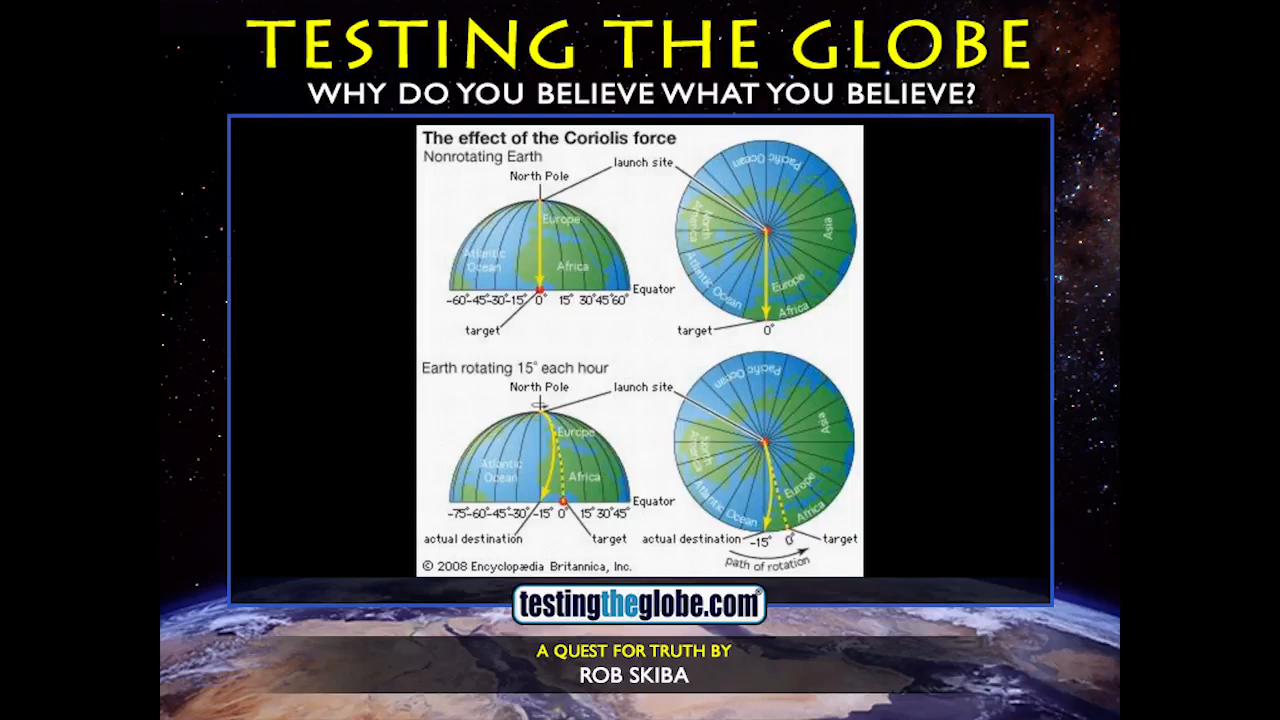 TESTING THE GLOBE
WHY DO YOU BELIEVE WHAT YOU BELIEVE?
The effect of the Coriolis force
Nonrotating Earth
launch site
North Pole
Europe
Atlantic
Ocean
Africa
Equator
-60° -45° -30° -15° 0° 15° 30° 45° 60°
target
Pacific Ocean
North
America
Asia
Atlantic Ocean
Europe
Africa
target
0°
Earth rotating 15° each hour
North Pole
launch site
Europe
Atlantic
Ocean
Africa
Equator
-75° -60° -45° -30° -15° 0° 15° 30° 45°
actual destination
target
Pacific Ocean
North
America
Asia
Atlantic Ocean
Europe
Africa
actual destination
-15°
0°
target
path of rotation
© 2008 Encyclopædia Britannica, Inc.
testingtheglobe.com®
A QUEST FOR TRUTH BY
ROB SKIBA